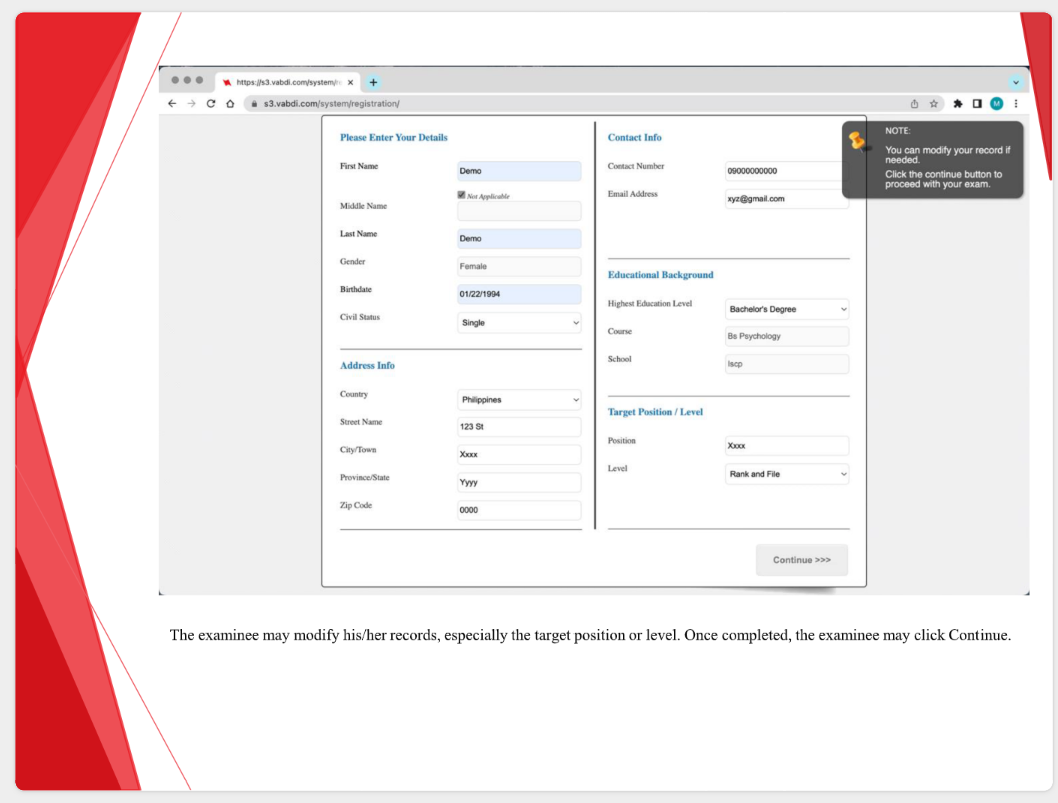 https://s3.vabdi.com/system/r
s3.vabdi.com/system/registration/
M
NOTE:
You can modify your record if
needed.
Click the continue button to
proceed with your exam.
Please Enter Your Details
First Name
Demo
Not Applicable
Middle Name
Last Name
Demo
Gender
Female
Birthdate
01/22/1994
Civil Status
Single
Address Info
Country
Philippines
Street Name
123 St
City/Town
Xxxx
Province/State
Yyyy
Zip Code
0000
Contact Info
Contact Number
09000000000
Email Address
xyz@gmail.com
Educational Background
Highest Education Level
Bachelor's Degree
Course
Bs Psychology
School
Iscp
Target Position / Level
Position
Xxxx
Level
Rank and File
Continue >>>
The examinee may modify his/her records, especially the target position or level. Once completed, the examinee may click Continue.